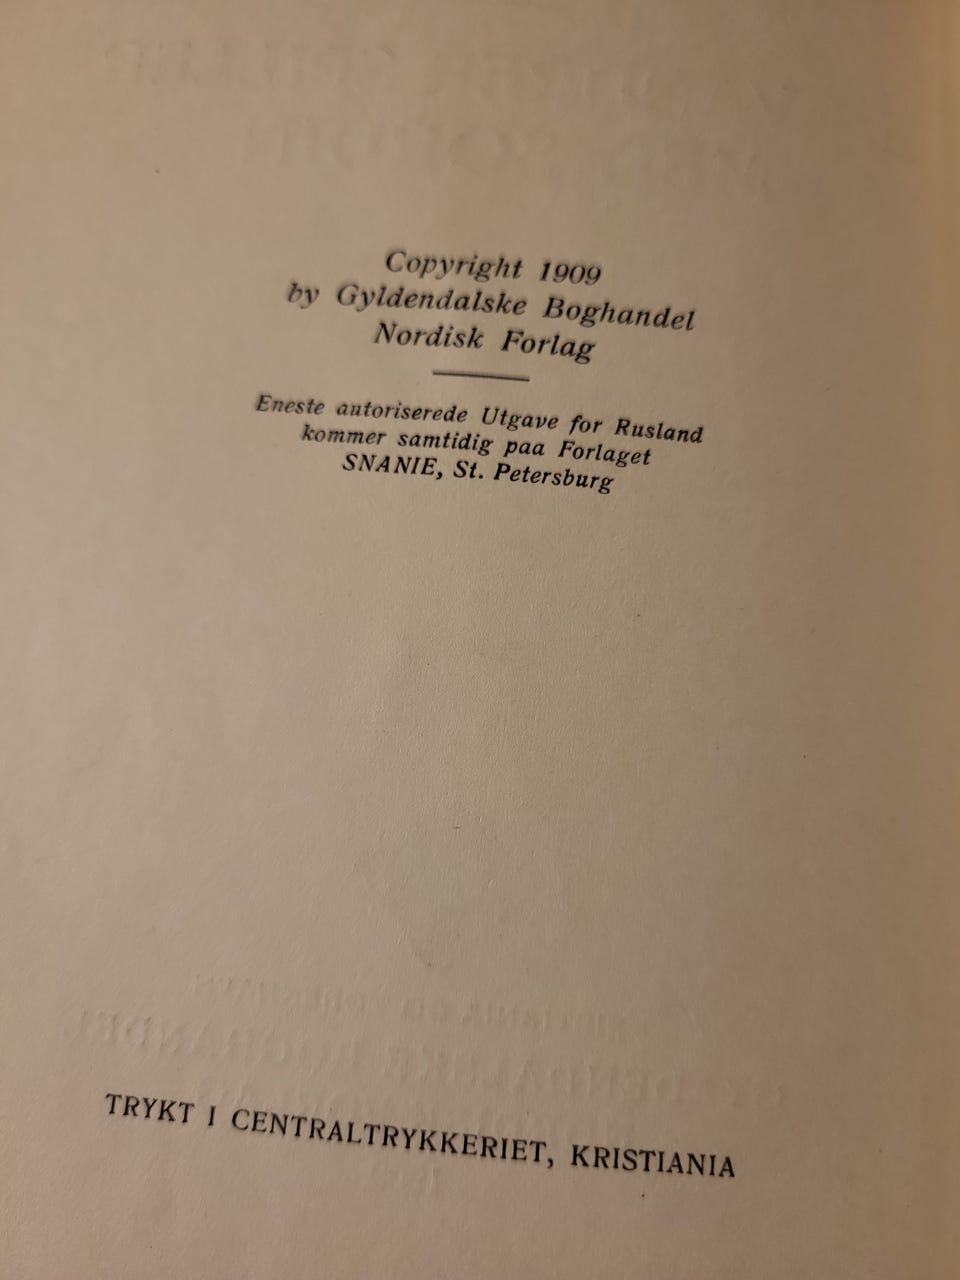 Copyright 1909
by Gyldendalske Boghandel
Nordisk Forlag
Eneste autoriserede Utgave for Rusland
kommer samtidig paa Forlaget
SNANIE, St. Petersburg
TRYKT I CENTRALTRYKKERIET, KRISTIANIA